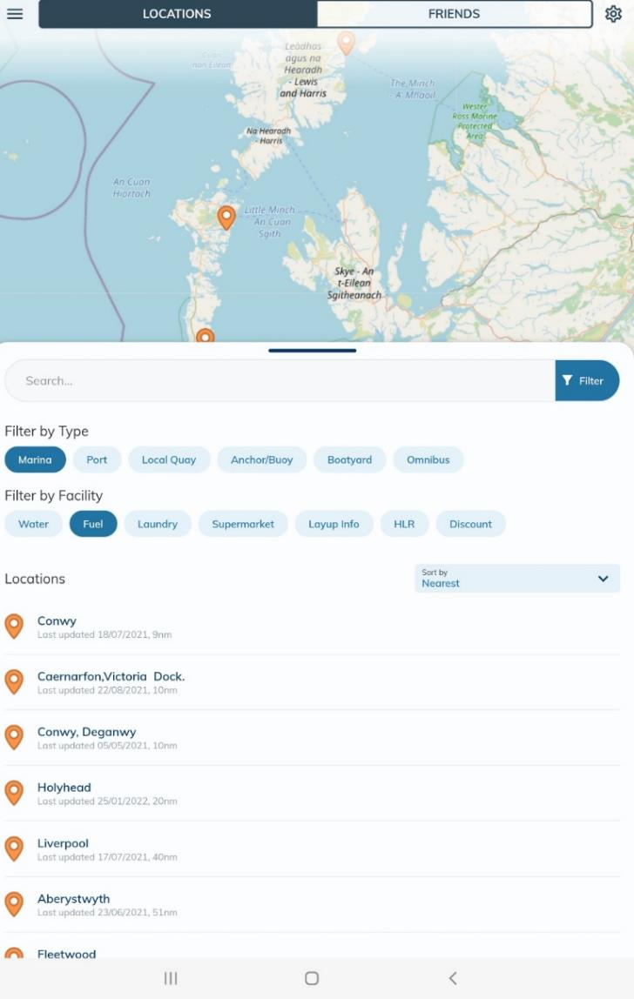 LOCATIONS
FRIENDS
Leòdhas
agus na
Hearadh
- Lewis
and Harris
Cuan
nan Eilean
The Minch
- A' Mhaoil
Wester
Ross Marine
Protected
Area
Na Hearadh
- Harris
An Cuan
Hiortach
Little Minch
An Cuan
Sgìth
Skye - An
t-Eilean
Sgitheanach
Search...
Filter
Filter by Type
Marina
Port
Local Quay
Anchor/Buoy
Boatyard
Omnibus
Filter by Facility
Water
Fuel
Laundry
Supermarket
Layup Info
HLR
Discount
Locations
Sort by
Nearest
Conwy
Last updated 18/07/2021, 9nm
Caernarfon,Victoria Dock.
Last updated 22/08/2021, 10nm
Conwy, Deganwy
Last updated 05/05/2021, 10nm
Holyhead
Last updated 25/01/2022, 20nm
Liverpool
Last updated 17/07/2021, 40nm
Aberystwyth
Last updated 23/06/2021, 51nm
Fleetwood